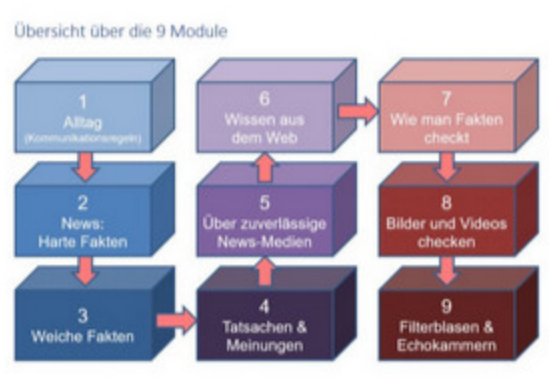 Übersicht über die 9 Module
1
Alltag
(Kommunikationsregeln)
2
News:
Harte Fakten
3
Weiche Fakten
4
Tatsachen &
Meinungen
5
Über zuverlässige
News-Medien
6
Wissen aus
dem Web
7
Wie man Fakten
checkt
8
Bilder und Videos
checken
9
Filterblasen &
Echokammern